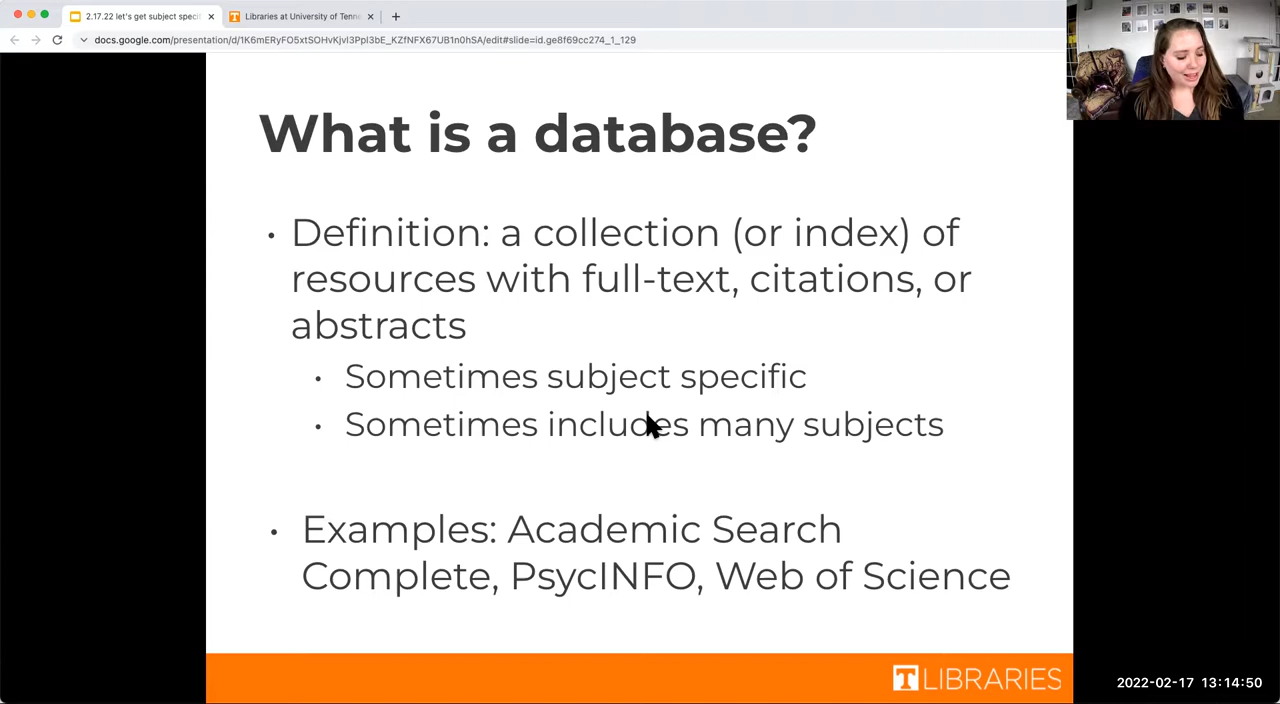 2.17.22 let's get subject specif
Libraries at University of Tenne
docs.google.com/presentation/d/1K6mERyFO5xtSOHvKjvI3PpI3bE_KZfNFX67UB1n0hSA/edit#slide=id.ge8f69cc274_1_129
What is a database?
• Definition: a collection (or index) of
resources with full-text, citations, or
abstracts
• Sometimes subject specific
• Sometimes includes many subjects
• Examples: Academic Search
Complete, PsycINFO, Web of Science
T LIBRARIES
2022-02-17 13:14:50